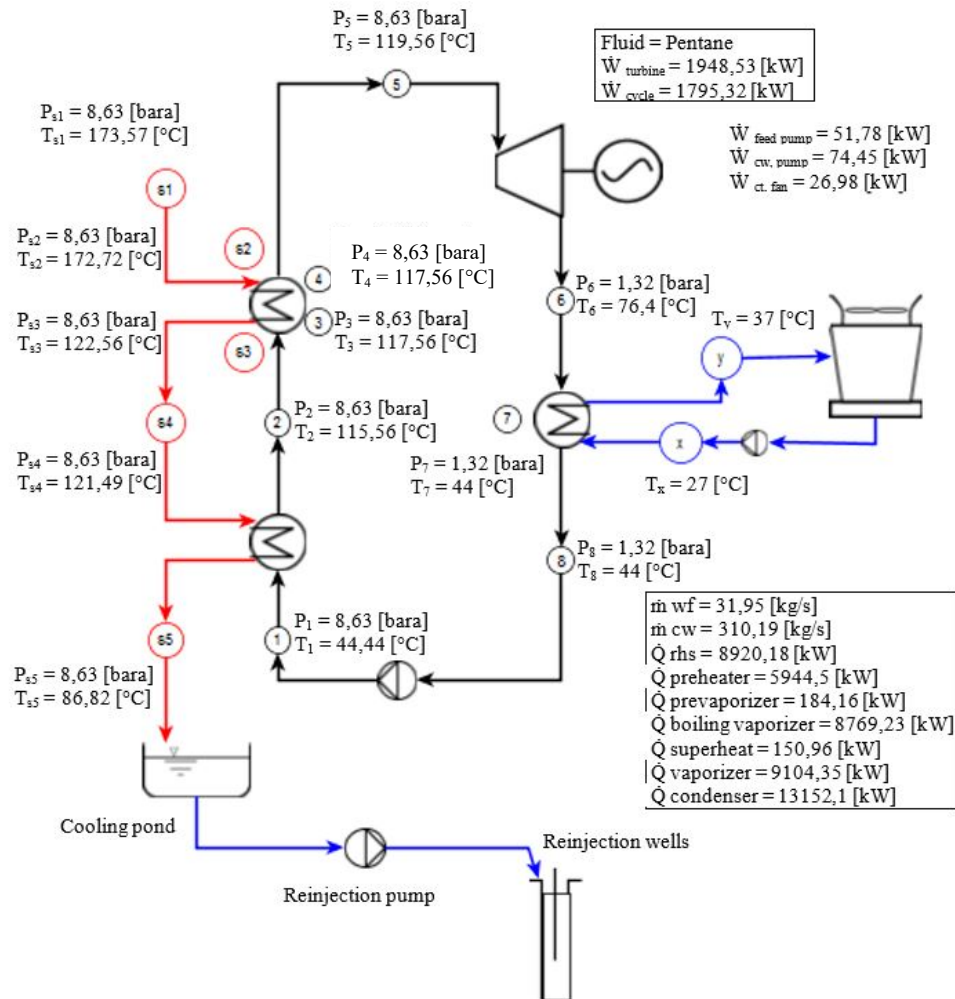 P5 = 8,63 [bara]
T5 = 119,56 [°C]
5
Fluid = Pentane
Ẇ turbine = 1948,53 [kW]
Ẇ cycle = 1795,32 [kW]
Ps1 = 8,63 [bara]
Ts1 = 173,57 [°C]
Ẇ feed pump = 51,78 [kW]
Ẇ cw. pump = 74,45 [kW]
Ẇ ct. fan = 26,98 [kW]
s1
Ps2 = 8,63 [bara]
Ts2 = 172,72 [°C]
s2
P4 = 8,63 [bara]
T4 = 117,56 [°C]
4
3
P3 = 8,63 [bara]
T3 = 117,56 [°C]
Ps3 = 8,63 [bara]
Ts3 = 122,56 [°C]
s3
6
P6 = 1,32 [bara]
T6 = 76,4 [°C]
Ty = 37 [°C]
y
s4
2
P2 = 8,63 [bara]
T2 = 115,56 [°C]
7
x
Tx = 27 [°C]
Ps4 = 8,63 [bara]
Ts4 = 121,49 [°C]
P7 = 1,32 [bara]
T7 = 44 [°C]
8
P8 = 1,32 [bara]
T8 = 44 [°C]
s5
1
P1 = 8,63 [bara]
T1 = 44,44 [°C]
Ps5 = 8,63 [bara]
Ts5 = 86,82 [°C]
ṁ wf = 31,95 [kg/s]
ṁ cw = 310,19 [kg/s]
Q̇ rhs = 8920,18 [kW]
Q̇ preheater = 5944,5 [kW]
Q̇ prevaporizer = 184,16 [kW]
Q̇ boiling vaporizer = 8769,23 [kW]
Q̇ superheat = 150,96 [kW]
Q̇ vaporizer = 9104,35 [kW]
Q̇ condenser = 13152,1 [kW]
Cooling pond
Reinjection pump
Reinjection wells